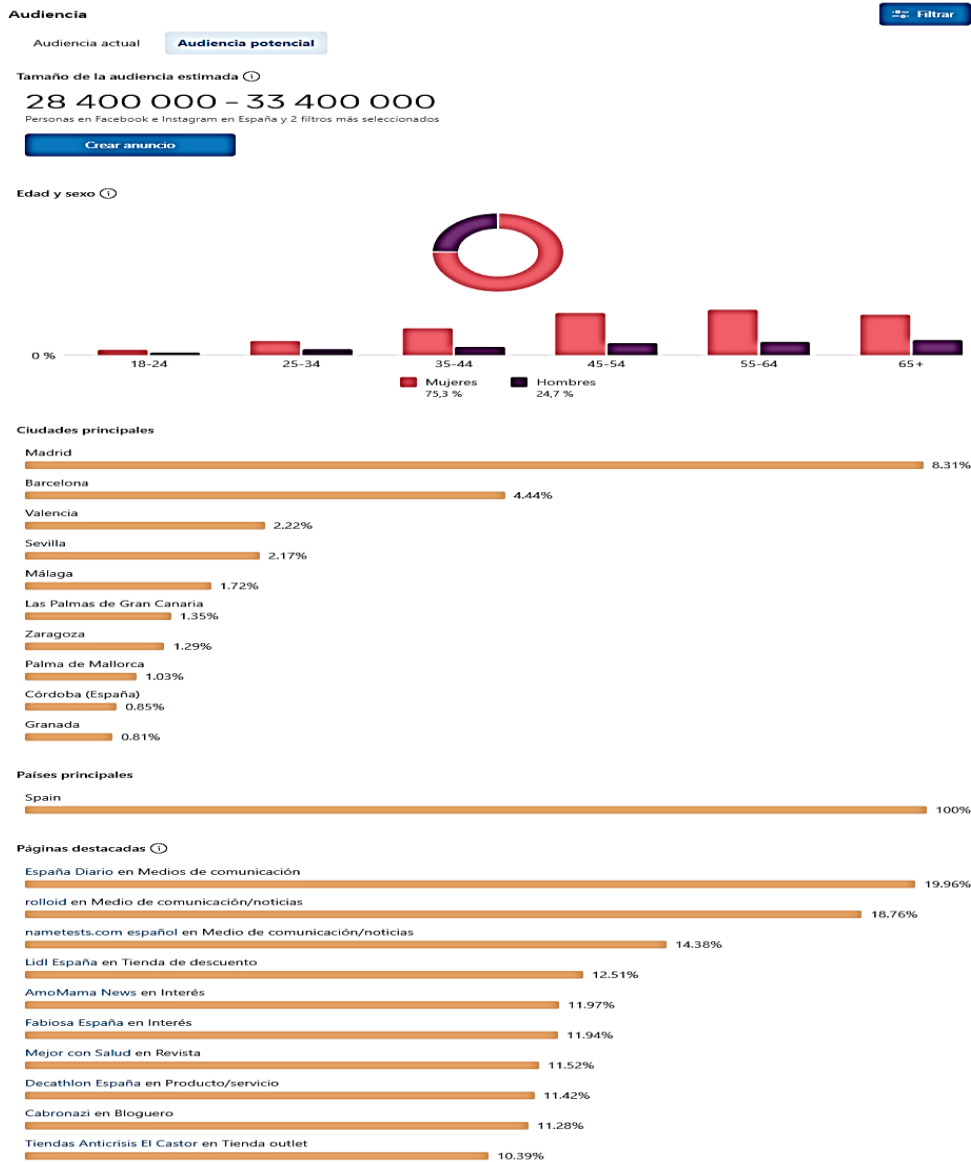 Audiencia
Filtrar
Audiencia actual
Audiencia potencial
Tamaño de la audiencia estimada
28 400 000 – 33 400 000
Personas en Facebook e Instagram en España y 2 filtros más seleccionados
Crear anuncio
Edad y sexo
0 %
18-24 25-34 35-44 45-54 55-64 65+
Mujeres Hombres
75,3 % 24,7 %
Ciudades principales
Madrid
8.31%
Barcelona
4.44%
Valencia
2.22%
Sevilla
2.17%
Málaga
1.72%
Las Palmas de Gran Canaria
1.35%
Zaragoza
1.29%
Palma de Mallorca
1.03%
Córdoba (España)
0.85%
Granada
0.81%
Países principales
Spain
100%
Páginas destacadas
España Diario en Medios de comunicación
19.96%
rolloid en Medio de comunicación/noticias
18.76%
nametests.com español en Medio de comunicación/noticias
14.38%
Lidl España en Tienda de descuento
12.51%
AmoMama News en Interés
11.97%
Fabiosa España en Interés
11.94%
Mejor con Salud en Revista
11.52%
Decathlon España en Producto/servicio
11.42%
Cabronazi en Bloguero
11.28%
Tiendas Anticrisis El Castor en Tienda outlet
10.39%